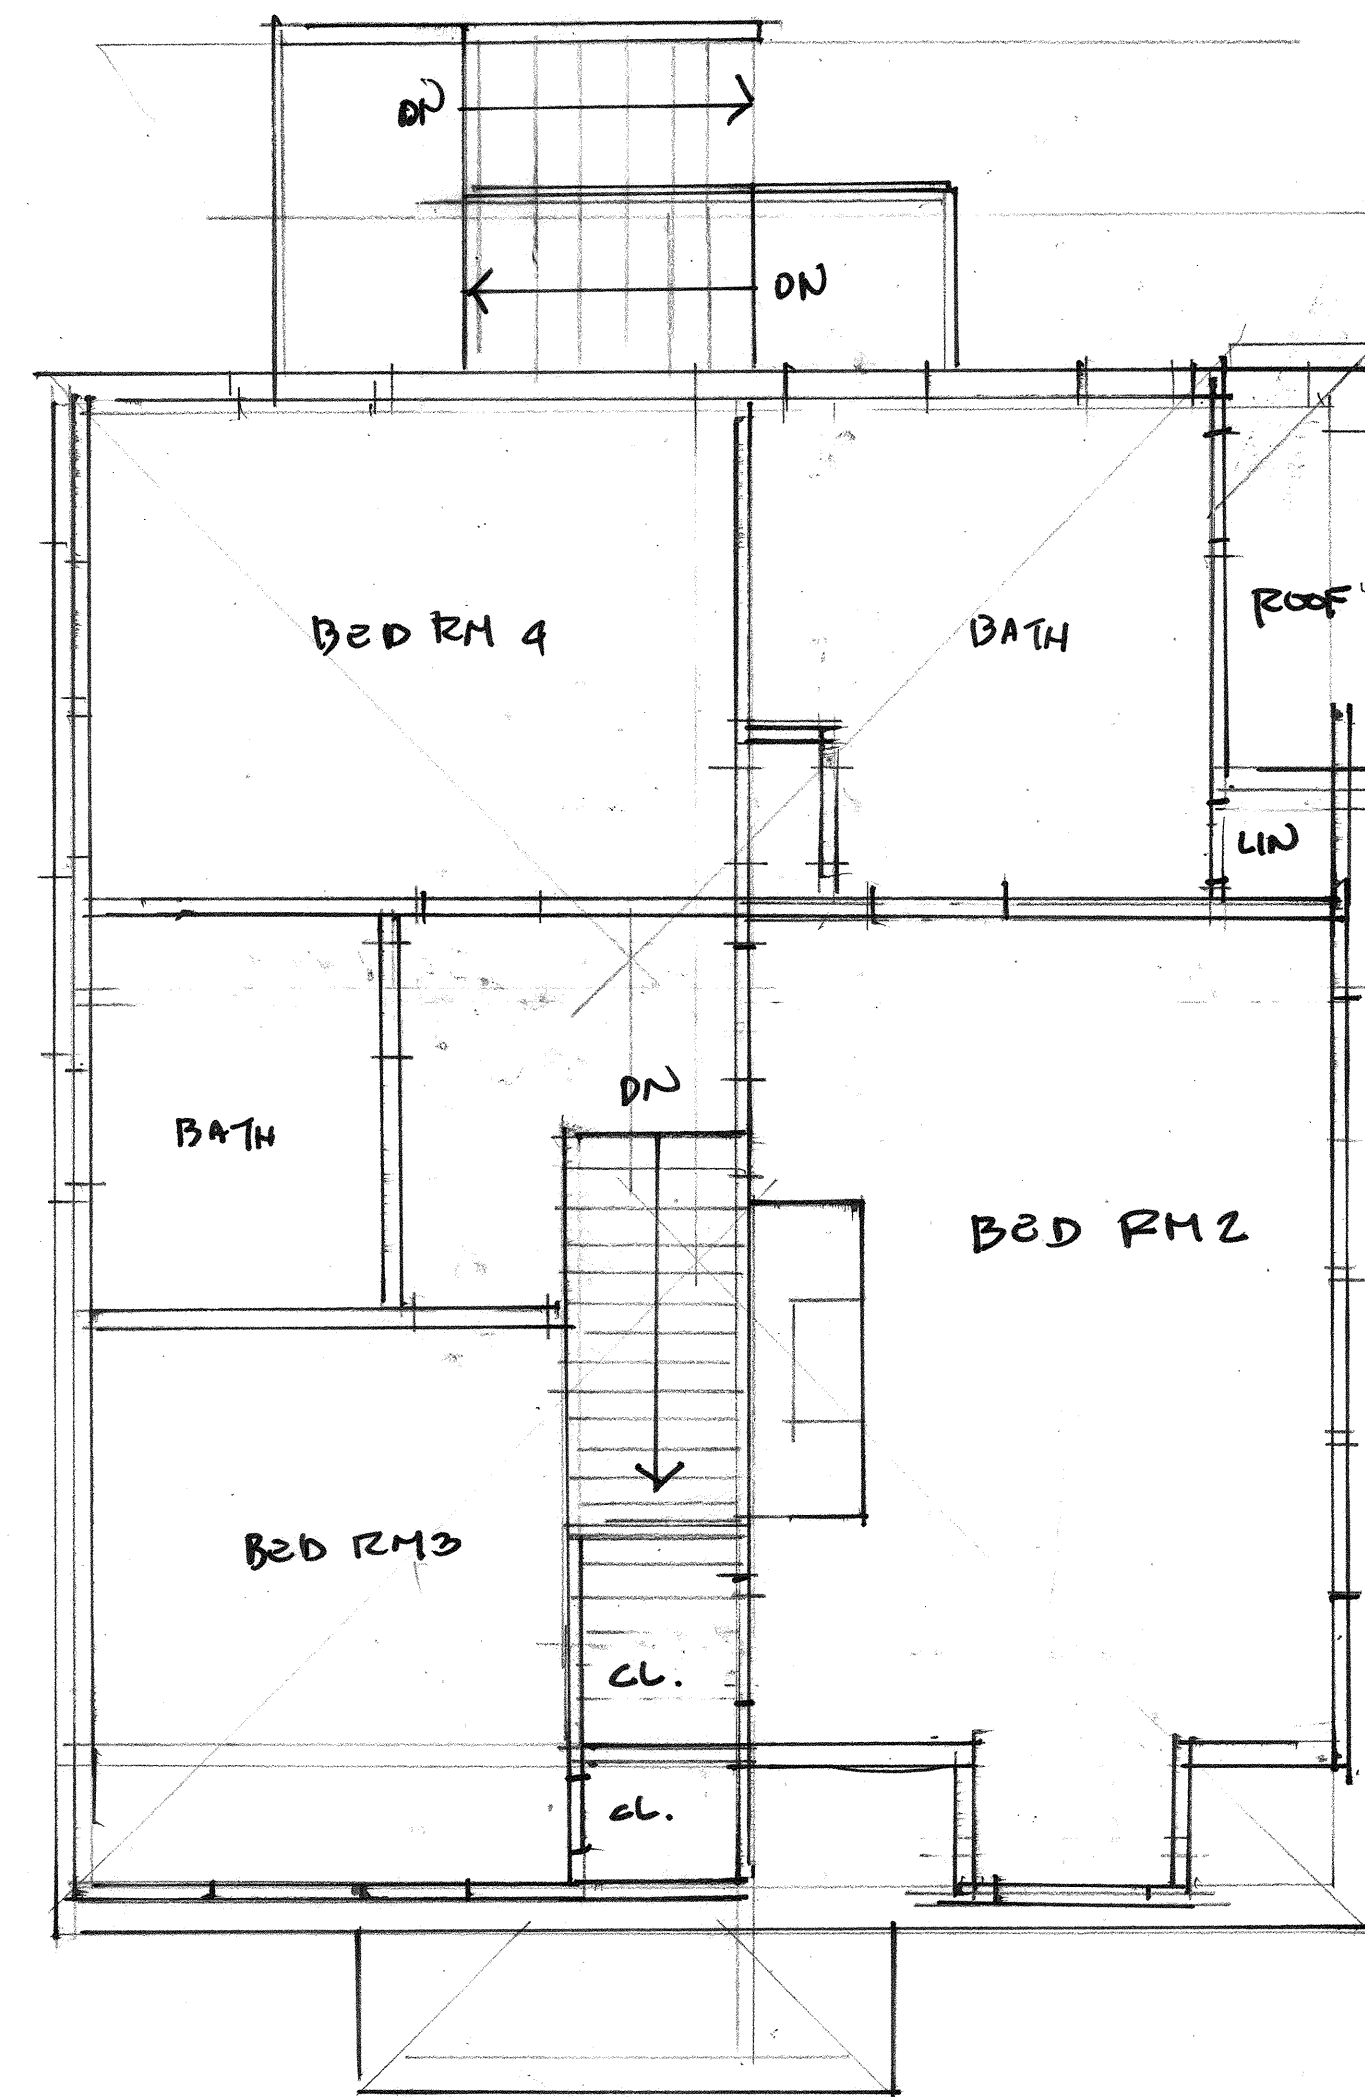 DN
DN
BED RM 4
BATH
ROOF
LIN
DN
BATH
BED RM 2
BED RM 3
CL.
CL.